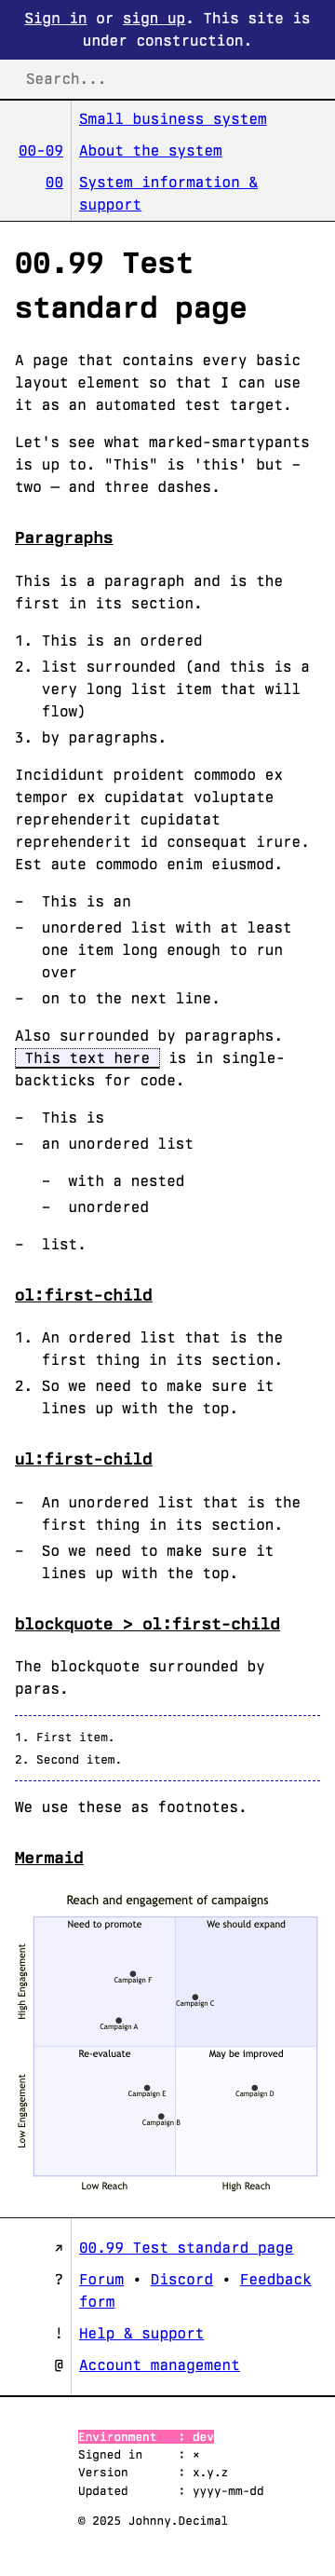 Sign in or sign up. This site is
under construction.
Search...
Small business system
00-09 About the system
00 System information &
support
00.99 Test
standard page
A page that contains every basic
layout element so that I can use
it as an automated test target.
Let's see what marked-smartypants
is up to. "This" is 'this' but –
two — and three dashes.
Paragraphs
This is a paragraph and is the
first in its section.
1. This is an ordered
2. list surrounded (and this is a
very long list item that will
flow)
3. by paragraphs.
Incididunt proident commodo ex
tempor ex cupidatat voluptate
reprehenderit cupidatat
reprehenderit id consequat irure.
Est aute commodo enim eiusmod.
– This is an
– unordered list with at least
one item long enough to run
over
– on to the next line.
Also surrounded by paragraphs.
This text here is in single-
backticks for code.
– This is
– an unordered list
– with a nested
– unordered
– list.
ol:first-child
1. An ordered list that is the
first thing in its section.
2. So we need to make sure it
lines up with the top.
ul:first-child
– An unordered list that is the
first thing in its section.
– So we need to make sure it
lines up with the top.
blockquote > ol:first-child
The blockquote surrounded by
paras.
1. First item.
2. Second item.
We use these as footnotes.
Mermaid
Reach and engagement of campaigns
Need to promote
We should expand
High Engagement
Campaign F
Campaign C
Campaign A
Re-evaluate
May be improved
Low Engagement
Campaign E
Campaign D
Campaign B
Low Reach
High Reach
↗ 00.99 Test standard page
? Forum • Discord • Feedback
form
! Help & support
@ Account management
Environment : dev
Signed in : ×
Version : x.y.z
Updated : yyyy-mm-dd
© 2025 Johnny.Decimal